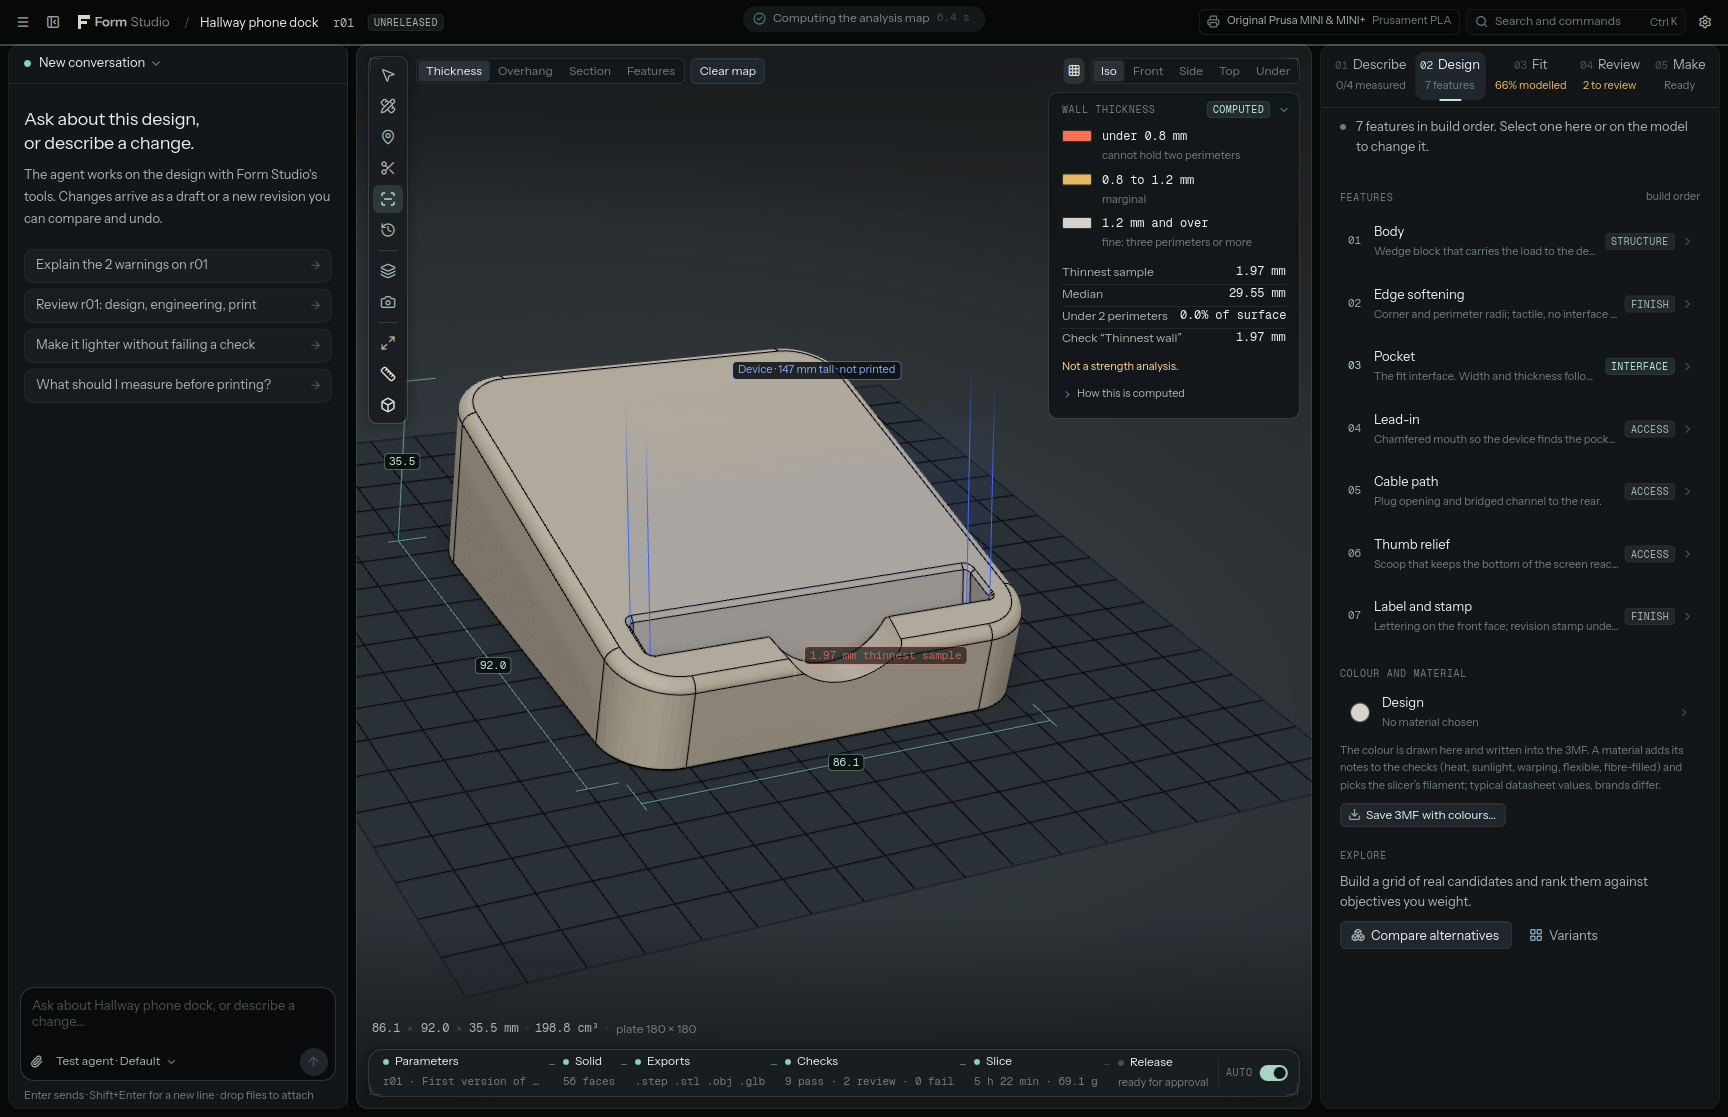 Form Studio / Hallway phone dock r01 UNRELEASED
Computing the analysis map 6.4 s
Original Prusa MINI & MINI+ Prusament PLA
Search and commands Ctrl K
New conversation
Ask about this design,
or describe a change.
The agent works on the design with Form Studio's
tools. Changes arrive as a draft or a new revision you
can compare and undo.
Explain the 2 warnings on r01
Review r01: design, engineering, print
Make it lighter without failing a check
What should I measure before printing?
Ask about Hallway phone dock, or describe a
change...
Test agent · Default
Enter sends · Shift+Enter for a new line · drop files to attach
Thickness Overhang Section Features Clear map
Iso Front Side Top Under
WALL THICKNESS COMPUTED
under 0.8 mm
cannot hold two perimeters
0.8 to 1.2 mm
marginal
1.2 mm and over
fine: three perimeters or more
Thinnest sample 1.97 mm
Median 29.55 mm
Under 2 perimeters 0.0% of surface
Check “Thinnest wall” 1.97 mm
Not a strength analysis.
How this is computed
Device · 147 mm tall · not printed
35.5
92.0
1.97 mm thinnest sample
86.1
86.1 × 92.0 × 35.5 mm · 198.8 cm³ · plate 180 × 180
Parameters
r01 · First version of …
Solid
56 faces
Exports
.step .stl .obj .glb
Checks
9 pass · 2 review · 0 fail
Slice
5 h 22 min · 69.1 g
Release
ready for approval
AUTO
01 Describe
0/4 measured
02 Design
7 features
03 Fit
66% modelled
04 Review
2 to review
05 Make
Ready
7 features in build order. Select one here or on the model
to change it.
FEATURES build order
01 Body STRUCTURE
Wedge block that carries the load to the de…
02 Edge softening FINISH
Corner and perimeter radii; tactile, no interface …
03 Pocket INTERFACE
The fit interface. Width and thickness follo…
04 Lead-in ACCESS
Chamfered mouth so the device finds the pock…
05 Cable path ACCESS
Plug opening and bridged channel to the rear.
06 Thumb relief ACCESS
Scoop that keeps the bottom of the screen reac…
07 Label and stamp FINISH
Lettering on the front face; revision stamp unde…
COLOUR AND MATERIAL
Design
No material chosen
The colour is drawn here and written into the 3MF. A material adds its
notes to the checks (heat, sunlight, warping, flexible, fibre-filled) and
picks the slicer's filament; typical datasheet values, brands differ.
Save 3MF with colours…
EXPLORE
Build a grid of real candidates and rank them against
objectives you weight.
Compare alternatives Variants